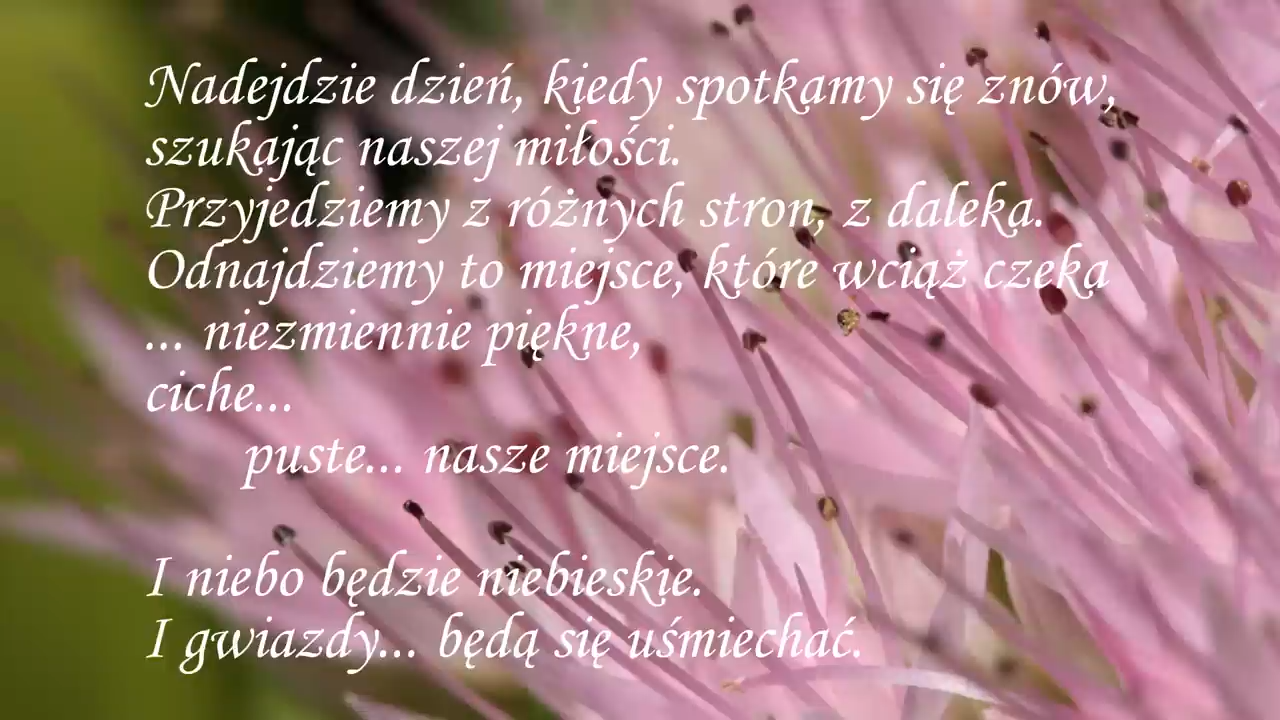 Nadejdzie dzień, kiedy spotkamy się znów,
szukając naszej miłości.
Przyjedziemy z różnych stron, z daleka.
Odnajdziemy to miejsce, które wciąż czeka
... niezmiennie piękne,
ciche...
puste... nasze miejsce.
I niebo będzie niebieskie.
I gwiazdy... będą się uśmiechać.